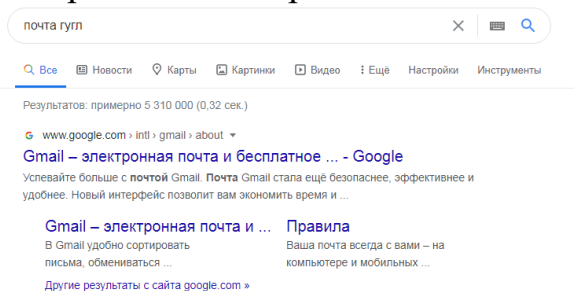 почта гугл
Все Новости Карты Картинки Видео Ещё Настройки Инструменты
Результатов: примерно 5 310 000 (0,32 сек.)
www.google.com › intl › gmail › about
Gmail – электронная почта и бесплатное ... - Google
Успевайте больше с почтой Gmail. Почта Gmail стала ещё безопаснее, эффективнее и
удобнее. Новый интерфейс позволит вам экономить время и ...
Gmail – электронная почта и ... Правила
В Gmail удобно сортировать Ваша почта всегда с вами – на
письма, обмениваться ... компьютере и мобильных ...
Другие результаты с сайта google.com »